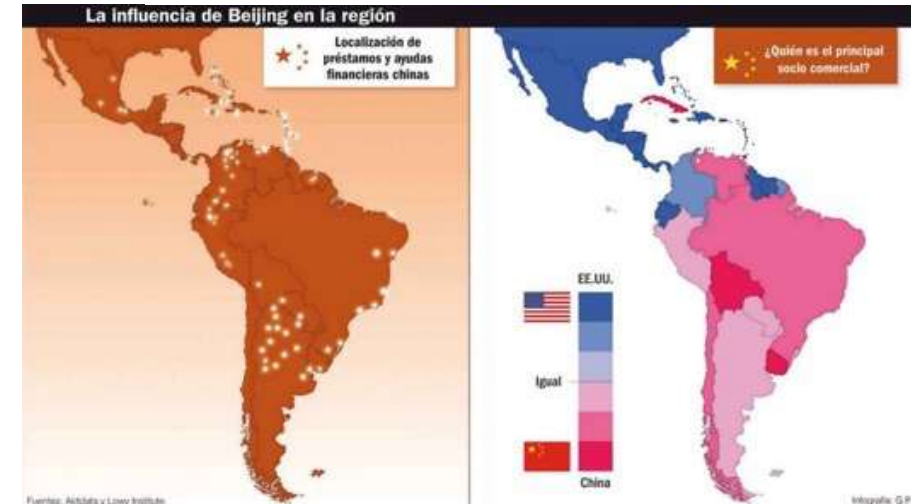 La influencia de Beijing en la región
Localización de
préstamos y ayudas
financieras chinas
¿Quién es el principal
socio comercial?
EE.UU.
Igual
China
Fuentes: Aiddata y Lowy Institute
Infografía: G.P.